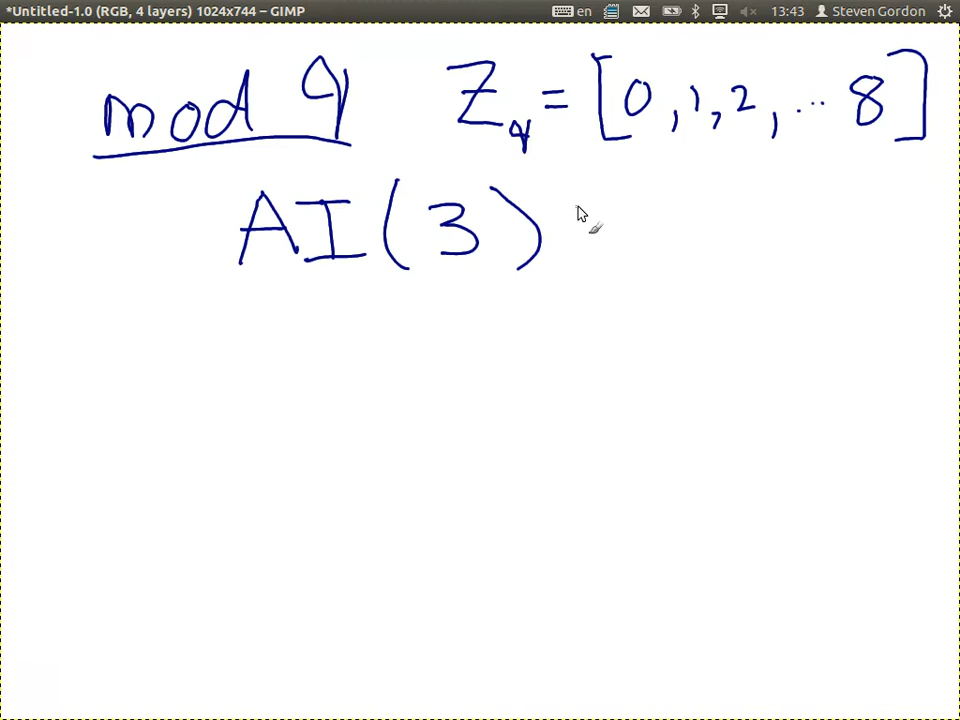 *Untitled-1.0 (RGB, 4 layers) 1024x744 – GIMP en 13:43 Steven Gordon
mod 9 Z9 = [0,1,2, ... 8]
AI(3)